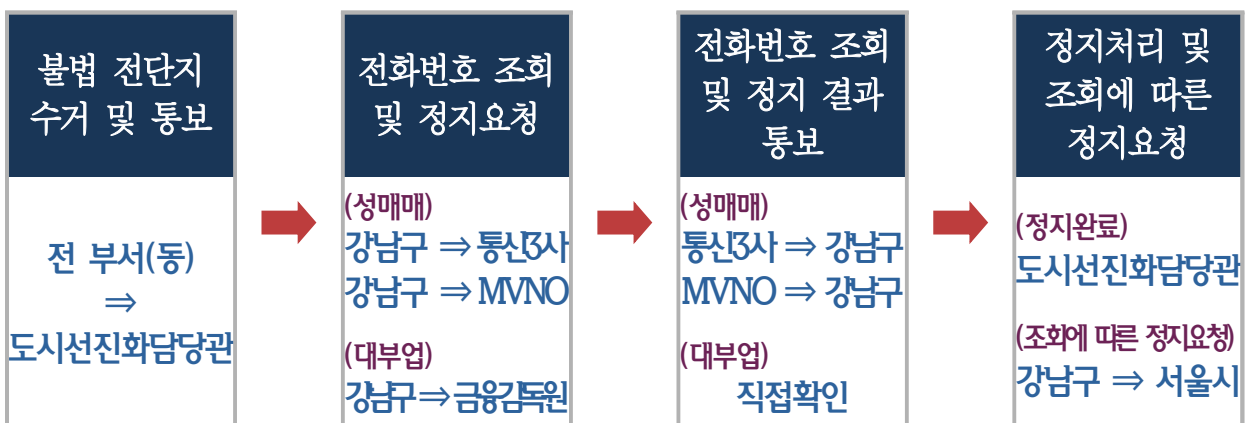 불법 전단지
수거 및 통보
전 부서(동)
⇒
도시선진화담당관
전화번호 조회
및 정지요청
(성매매)
강남구 ⇒ 통신3사
강남구 ⇒ MVNO
(대부업)
강남구⇒금융감독원
전화번호 조회
및 정지 결과
통보
(성매매)
통신3사 ⇒ 강남구
MVNO ⇒ 강남구
(대부업)
직접확인
정지처리 및
조회에 따른
정지요청
(정지완료)
도시선진화담당관
(조회에 따른 정지요청)
강남구 ⇒ 서울시